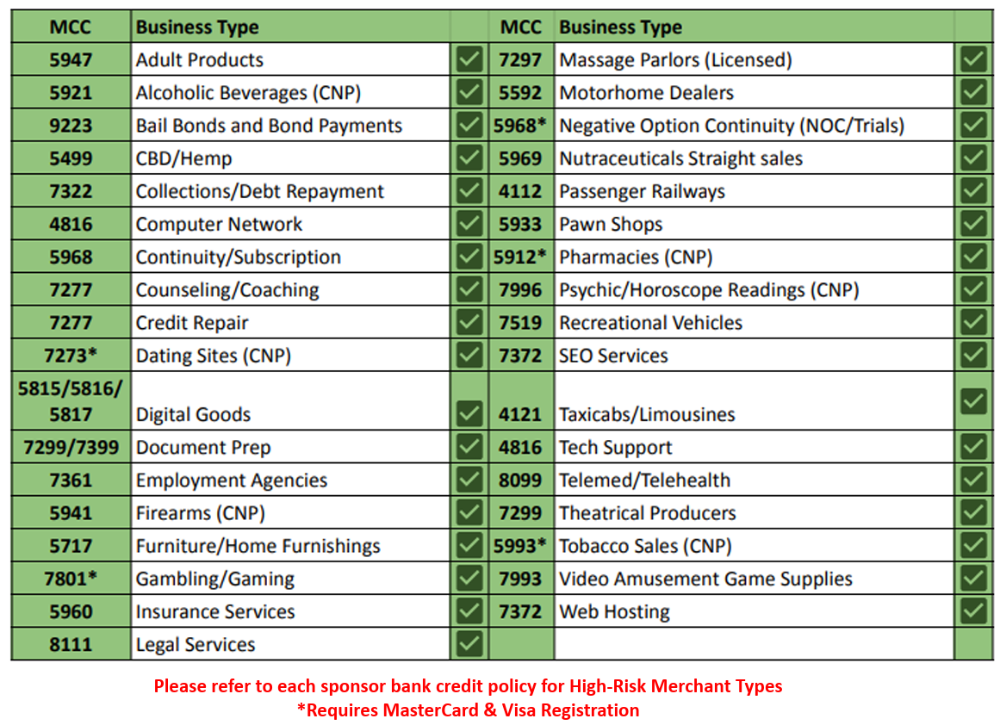 MCC Business Type MCC Business Type
5947 Adult Products 7297 Massage Parlors (Licensed)
5921 Alcoholic Beverages (CNP) 5592 Motorhome Dealers
9223 Bail Bonds and Bond Payments 5968* Negative Option Continuity (NOC/Trials)
5499 CBD/Hemp 5969 Nutraceuticals Straight sales
7322 Collections/Debt Repayment 4112 Passenger Railways
4816 Computer Network 5933 Pawn Shops
5968 Continuity/Subscription 5912* Pharmacies (CNP)
7277 Counseling/Coaching 7996 Psychic/Horoscope Readings (CNP)
7277 Credit Repair 7519 Recreational Vehicles
7273* Dating Sites (CNP) 7372 SEO Services
5815/5816/
5817 Digital Goods 4121 Taxicabs/Limousines
7299/7399 Document Prep 4816 Tech Support
7361 Employment Agencies 8099 Telemed/Telehealth
5941 Firearms (CNP) 7299 Theatrical Producers
5717 Furniture/Home Furnishings 5993* Tobacco Sales (CNP)
7801* Gambling/Gaming 7993 Video Amusement Game Supplies
5960 Insurance Services 7372 Web Hosting
8111 Legal Services
Please refer to each sponsor bank credit policy for High-Risk Merchant Types
*Requires MasterCard & Visa Registration